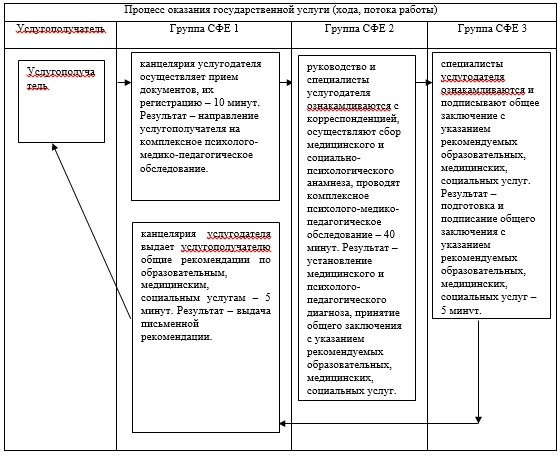 Процесс оказания государственной услуги (хода, потока работы)
Услугополучатель
Группа СФЕ 1
Группа СФЕ 2
Группа СФЕ 3
Услугополуча
тель.
канцелярия услугодателя
осуществляет прием
документов, их
регистрацию – 10 минут.
Результат – направление
услугополучателя на
комплексное психолого-
медико-педагогическое
обследование.
канцелярия услугодателя
выдает услугополучателю
общие рекомендации по
образовательным,
медицинским,
социальным услугам – 5
минут. Результат – выдача
письменной
рекомендации.
руководство и
специалисты
услугодателя
ознакамливаются с
корреспонденцией,
осуществляют сбор
медицинского и
социально-
психологического
анамнеза, проводят
комплексное
психолого-медико-
педагогическое
обследование – 40
минут. Результат –
установление
медицинского и
психолого-
педагогического
диагноза, принятие
общего заключения
с указанием
рекомендуемых
образовательных,
медицинских,
социальных услуг.
специалисты
услугодателя
ознакамливаются и
подписывают общее
заключение с
указанием
рекомендуемых
образовательных,
медицинских,
социальных услуг.
Результат –
подготовка и
подписание общего
заключения с
указанием
рекомендуемых
образовательных,
медицинских,
социальных услуг –
5 минут.